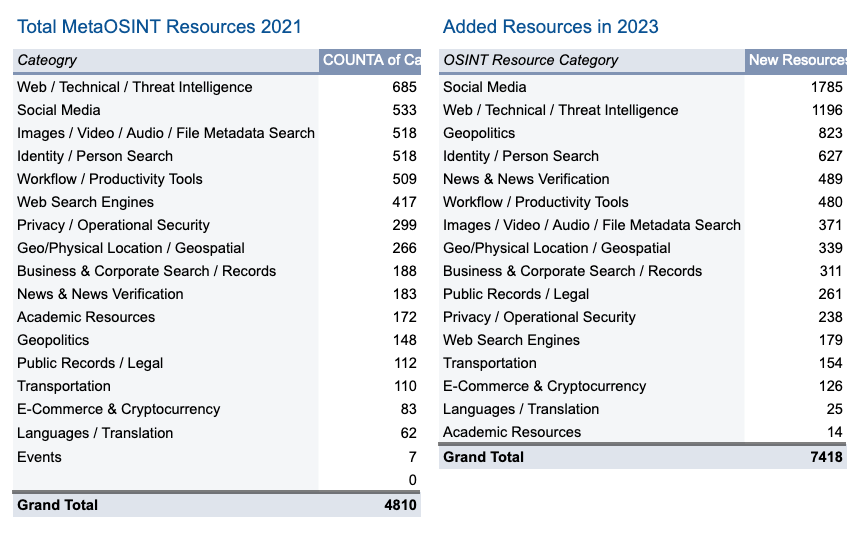 Total MetaOSINT Resources 2021
Cateogry COUNTA of Ca
Web / Technical / Threat Intelligence 685
Social Media 533
Images / Video / Audio / File Metadata Search 518
Identity / Person Search 518
Workflow / Productivity Tools 509
Web Search Engines 417
Privacy / Operational Security 299
Geo/Physical Location / Geospatial 266
Business & Corporate Search / Records 188
News & News Verification 183
Academic Resources 172
Geopolitics 148
Public Records / Legal 112
Transportation 110
E-Commerce & Cryptocurrency 83
Languages / Translation 62
Events 7
0
Grand Total 4810
Added Resources in 2023
OSINT Resource Category New Resources
Social Media 1785
Web / Technical / Threat Intelligence 1196
Geopolitics 823
Identity / Person Search 627
News & News Verification 489
Workflow / Productivity Tools 480
Images / Video / Audio / File Metadata Search 371
Geo/Physical Location / Geospatial 339
Business & Corporate Search / Records 311
Public Records / Legal 261
Privacy / Operational Security 238
Web Search Engines 179
Transportation 154
E-Commerce & Cryptocurrency 126
Languages / Translation 25
Academic Resources 14
Grand Total 7418